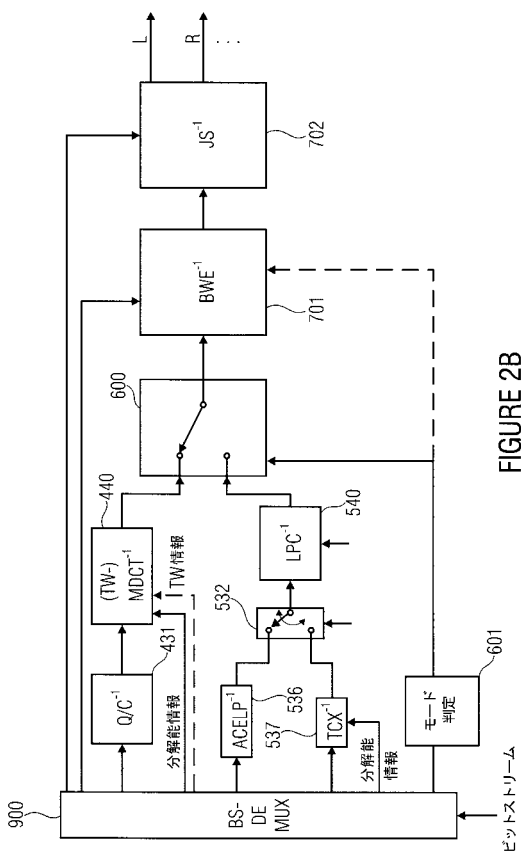 900
BS-
DE
MUX
ビットストリーム
Q/C⁻¹
431
(TW-)
MDCT⁻¹
440
分解能情報
TW情報
ACELP⁻¹
536
TCX⁻¹
537
分解能
情報
532
LPC⁻¹
540
モード
判定
601
600
BWE⁻¹
701
JS⁻¹
702
L
R
...
FIGURE 2B